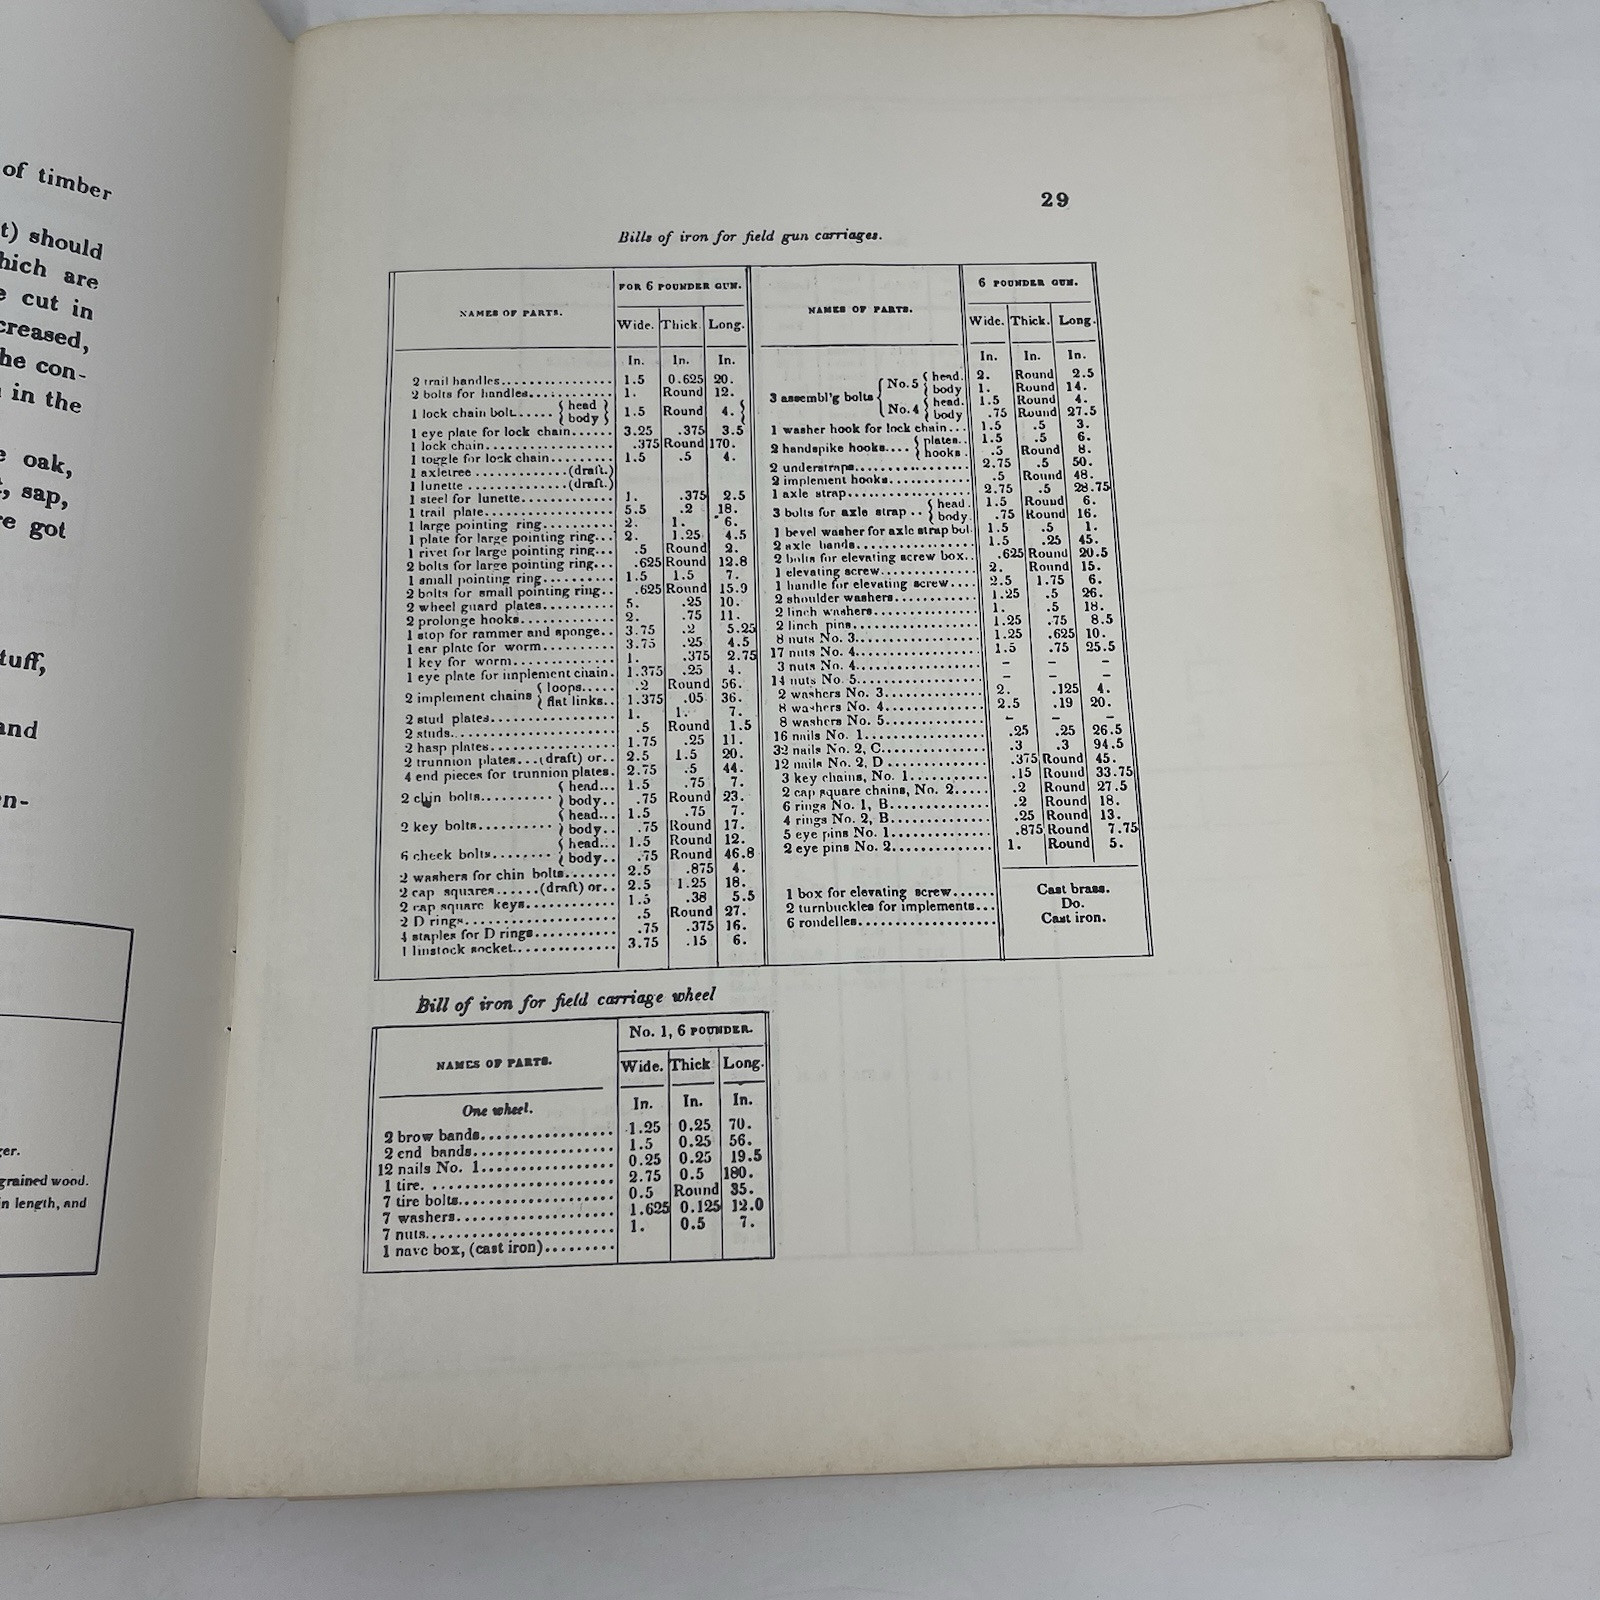 of timber
t) should
hich are
e cut in
creased,
he con-
in the
e oak,
, sap,
re got
tuff,
and
en-
ger.
grained wood.
in length, and
29
Bills of iron for field gun carriages.
NAMES OF PARTS. FOR 6 POUNDER GUN.
Wide. Thick. Long.
In. In. In.
2 trail handles 1.5 0.625 20.
2 bolts for handles 1. Round 12.
1 lock chain bolt { head } { body } 1.5 Round 4. }
1 eye plate for lock chain 3.25 .375 3.5
1 lock chain .375 Round 170.
1 toggle for lock chain 1.5 .5 4.
1 axletree (draft.)
1 lunette (draft.)
1 steel for lunette 1. .375 2.5
1 trail plate 5.5 .2 18.
1 large pointing ring 2. 1. 6.
1 plate for large pointing ring 2. 1.25 4.5
1 rivet for large pointing ring .5 Round 2.
2 bolts for large pointing ring .625 Round 12.8
1 small pointing ring 1.5 1.5 7.
2 bolts for small pointing ring .625 Round 15.9
2 wheel guard plates 5. .25 10.
2 prolonge hooks 2. .75 11.
1 stop for rammer and sponge 3.75 .2 5.25
1 ear plate for worm 3.75 .25 4.5
1 key for worm 1. .375 2.75
1 eye plate for implement chain 1.375 .25 4.
2 implement chains { loops .2 Round 56.
} flat links 1.375 .05 36.
2 stud plates 1. 1. 7.
2 studs .5 Round 1.5
2 hasp plates 1.75 .25 11.
2 trunnion plates (draft) or 2.5 1.5 20.
4 end pieces for trunnion plates 2.75 .5 44.
2 chin bolts { head 1.5 .75 7.
} body .75 Round 23.
2 key bolts { head 1.5 .75 7.
} body .75 Round 17.
6 cheek bolts { head 1.5 Round 12.
} body .75 Round 46.8
2 washers for chin bolts 2.5 .875 4.
2 cap squares (draft) or 2.5 1.25 18.
2 cap square keys 1.5 .38 5.5
2 D rings .5 Round 27.
4 staples for D rings .75 .375 16.
1 linstock socket 3.75 .15 6.
NAMES OF PARTS. 6 POUNDER GUN.
Wide. Thick. Long.
In. In. In.
3 assembl'g bolts { No. 5 { head. 2. Round 2.5
{ body 1. Round 14.
No. 4 { head. 1.5 Round 4.
{ body .75 Round 27.5
1 washer hook for lock chain 1.5 .5 3.
2 handspike hooks { plates 1.5 .5 6.
{ hooks .5 Round 8.
2 understraps 2.75 .5 50.
2 implement hooks .5 Round 48.
1 axle strap 2.75 .5 28.75
3 bolts for axle strap { head. 1.5 Round 6.
{ body. .75 Round 16.
1 bevel washer for axle strap bol. 1.5 .5 1.
2 axle bands 1.5 .25 45.
2 bolts for elevating screw box .625 Round 20.5
1 elevating screw 2. Round 15.
1 handle for elevating screw 2.5 1.75 6.
2 shoulder washers 1.25 .5 26.
2 linch washers 1. .5 18.
2 linch pins 1.25 .75 8.5
8 nuts No. 3 1.25 .625 10.
17 nuts No. 4 1.5 .75 25.5
3 nuts No. 4 – – –
14 nuts No. 5 – – –
2 washers No. 3 2. .125 4.
8 washers No. 4 2.5 .19 20.
8 washers No. 5 – – –
16 nails No. 1 .25 .25 26.5
32 nails No. 2, C .3 .3 94.5
12 nails No. 2, D .375 Round 45.
3 key chains, No. 1 .15 Round 33.75
2 cap square chains, No. 2 .2 Round 27.5
6 rings No. 1, B .2 Round 18.
4 rings No. 2, B .25 Round 13.
5 eye pins No. 1 .875 Round 7.75
2 eye pins No. 2 1. Round 5.
1 box for elevating screw Cast brass.
2 turnbuckles for implements Do.
6 rondelles Cast iron.
Bill of iron for field carriage wheel
NAMES OF PARTS. No. 1, 6 POUNDER.
Wide. Thick Long.
One wheel. In. In. In.
2 brow bands 1.25 0.25 70.
2 end bands 1.5 0.25 56.
12 nails No. 1 0.25 0.25 19.5
1 tire 2.75 0.5 180.
7 tire bolts 0.5 Round 35.
7 washers 1.625 0.125 12.0
7 nuts 1. 0.5 7.
1 nave box, (cast iron)